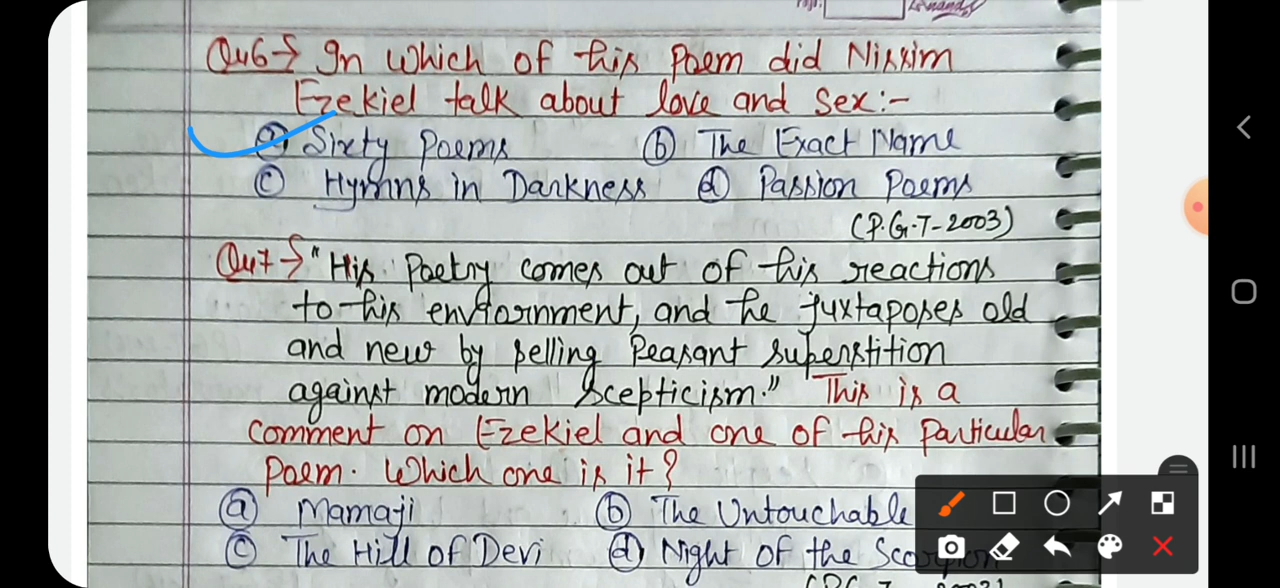 Qu6→ In which of his poem did Nissim
Ezekiel talk about love and sex:-
(a) Sixty Poems (b) The Exact Name
(c) Hymns in Darkness (d) Passion Poems
(P.G.T-2003)
Qu7→ "His Poetry comes out of his reactions
to his enviornment, and he juxtaposes old
and new by selling Peasant superstition
against modern scepticism." This is a
comment on Ezekiel and one of his particular
Poem. Which one is it?
(a) Mamaji (b) The Untouchable
(c) The Hill of Devi (d) Night of the Scorpion